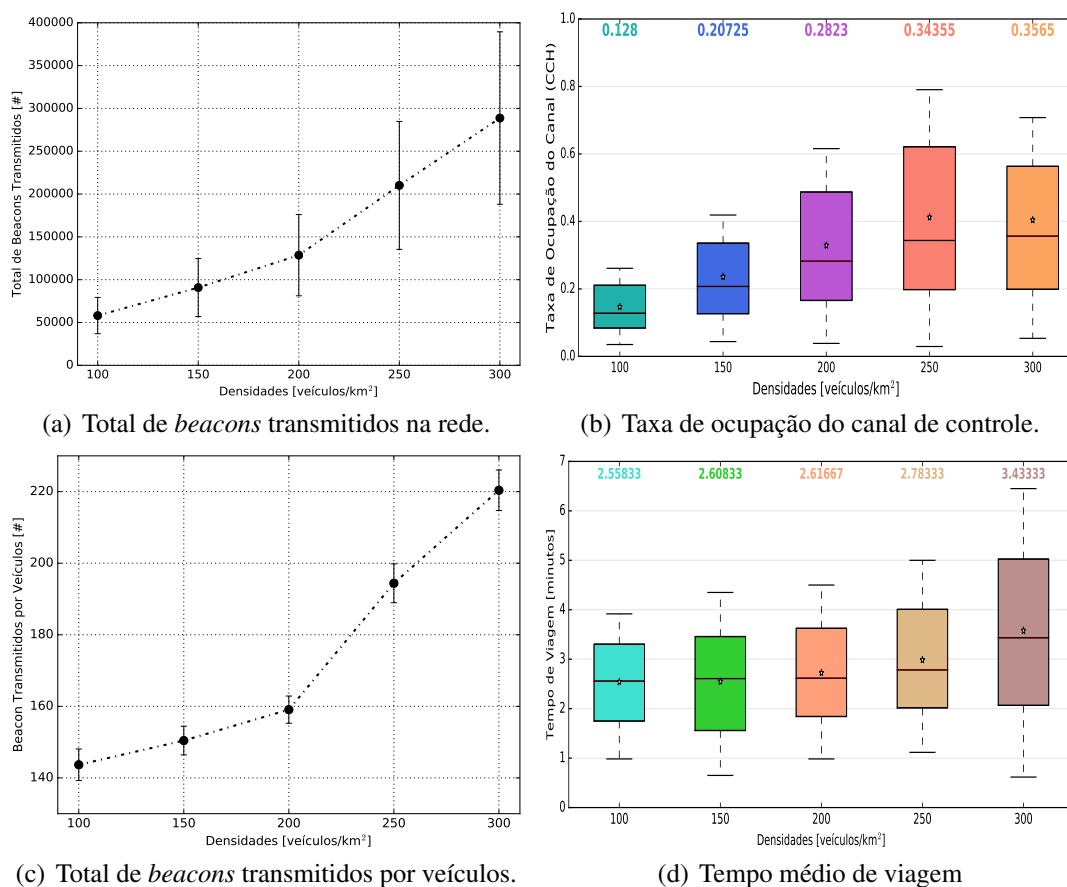 400000
350000
300000
250000
200000
150000
100000
50000
0
Total de Beacons Transmitidos [#]
100 150 200 250 300
Densidades [veículos/km²]
(a) Total de beacons transmitidos na rede.
1.0
0.8
0.6
0.4
0.2
0.0
Taxa de Ocupação do Canal (CCH)
0.128 0.20725 0.2823 0.34355 0.3565
100 150 200 250 300
Densidades [veículos/km²]
(b) Taxa de ocupação do canal de controle.
220
200
180
160
140
Beacon Transmitidos por Veículos [#]
100 150 200 250 300
Densidades [veículos/km²]
(c) Total de beacons transmitidos por veículos.
7
6
5
4
3
2
1
0
Tempo de Viagem [minutos]
2.55833 2.60833 2.61667 2.78333 3.43333
100 150 200 250 300
Densidades [veículos/km²]
(d) Tempo médio de viagem